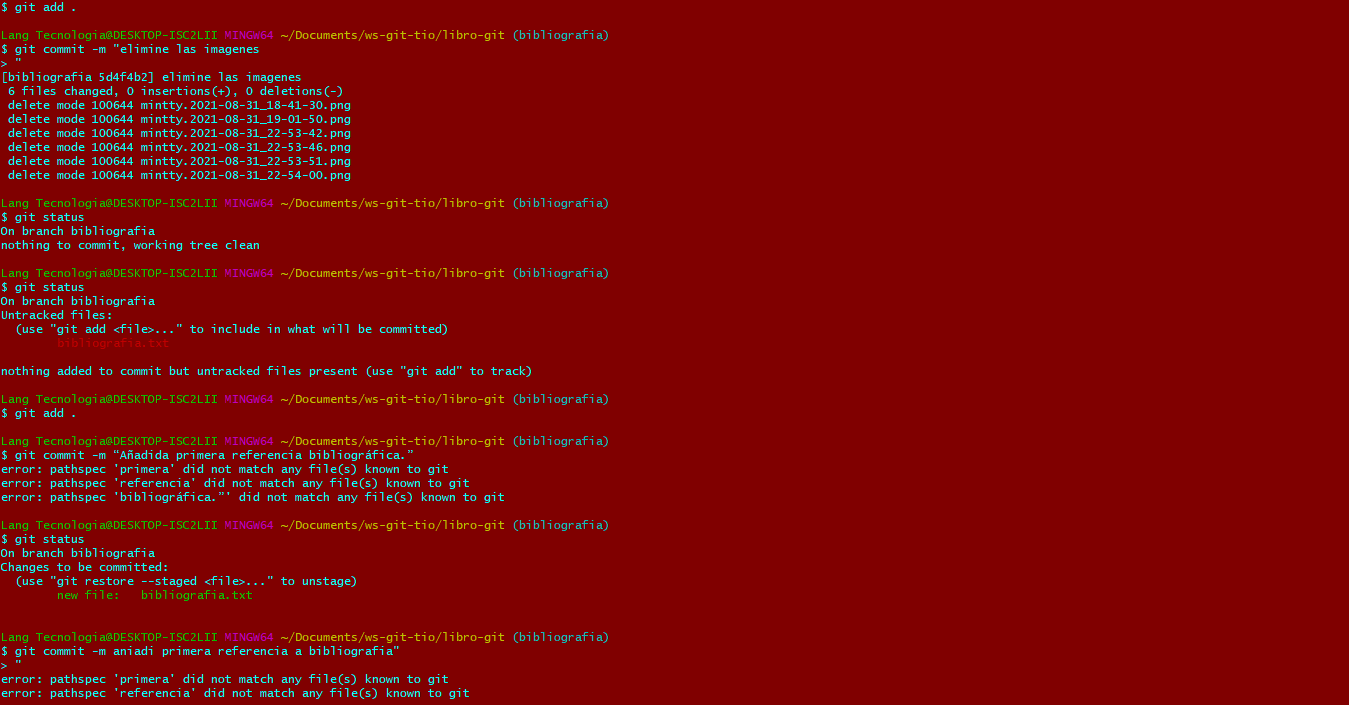 $ git add .
Lang Tecnologia@DESKTOP-ISC2LII MINGW64 ~/Documents/ws-git-tio/libro-git (bibliografia)
$ git commit -m "elimine las imagenes
> "
[bibliografia 5d4f4b2] elimine las imagenes
 6 files changed, 0 insertions(+), 0 deletions(-)
 delete mode 100644 mintty.2021-08-31_18-41-30.png
 delete mode 100644 mintty.2021-08-31_19-01-50.png
 delete mode 100644 mintty.2021-08-31_22-53-42.png
 delete mode 100644 mintty.2021-08-31_22-53-46.png
 delete mode 100644 mintty.2021-08-31_22-53-51.png
 delete mode 100644 mintty.2021-08-31_22-54-00.png
Lang Tecnologia@DESKTOP-ISC2LII MINGW64 ~/Documents/ws-git-tio/libro-git (bibliografia)
$ git status
On branch bibliografia
nothing to commit, working tree clean
Lang Tecnologia@DESKTOP-ISC2LII MINGW64 ~/Documents/ws-git-tio/libro-git (bibliografia)
$ git status
On branch bibliografia
Untracked files:
  (use "git add <file>..." to include in what will be committed)
        bibliografia.txt
nothing added to commit but untracked files present (use "git add" to track)
Lang Tecnologia@DESKTOP-ISC2LII MINGW64 ~/Documents/ws-git-tio/libro-git (bibliografia)
$ git add .
Lang Tecnologia@DESKTOP-ISC2LII MINGW64 ~/Documents/ws-git-tio/libro-git (bibliografia)
$ git commit -m “Añadida primera referencia bibliográfica.”
error: pathspec 'primera' did not match any file(s) known to git
error: pathspec 'referencia' did not match any file(s) known to git
error: pathspec 'bibliográfica.”' did not match any file(s) known to git
Lang Tecnologia@DESKTOP-ISC2LII MINGW64 ~/Documents/ws-git-tio/libro-git (bibliografia)
$ git status
On branch bibliografia
Changes to be committed:
  (use "git restore --staged <file>..." to unstage)
        new file:   bibliografia.txt
Lang Tecnologia@DESKTOP-ISC2LII MINGW64 ~/Documents/ws-git-tio/libro-git (bibliografia)
$ git commit -m aniadi primera referencia a bibliografia"
> "
error: pathspec 'primera' did not match any file(s) known to git
error: pathspec 'referencia' did not match any file(s) known to git